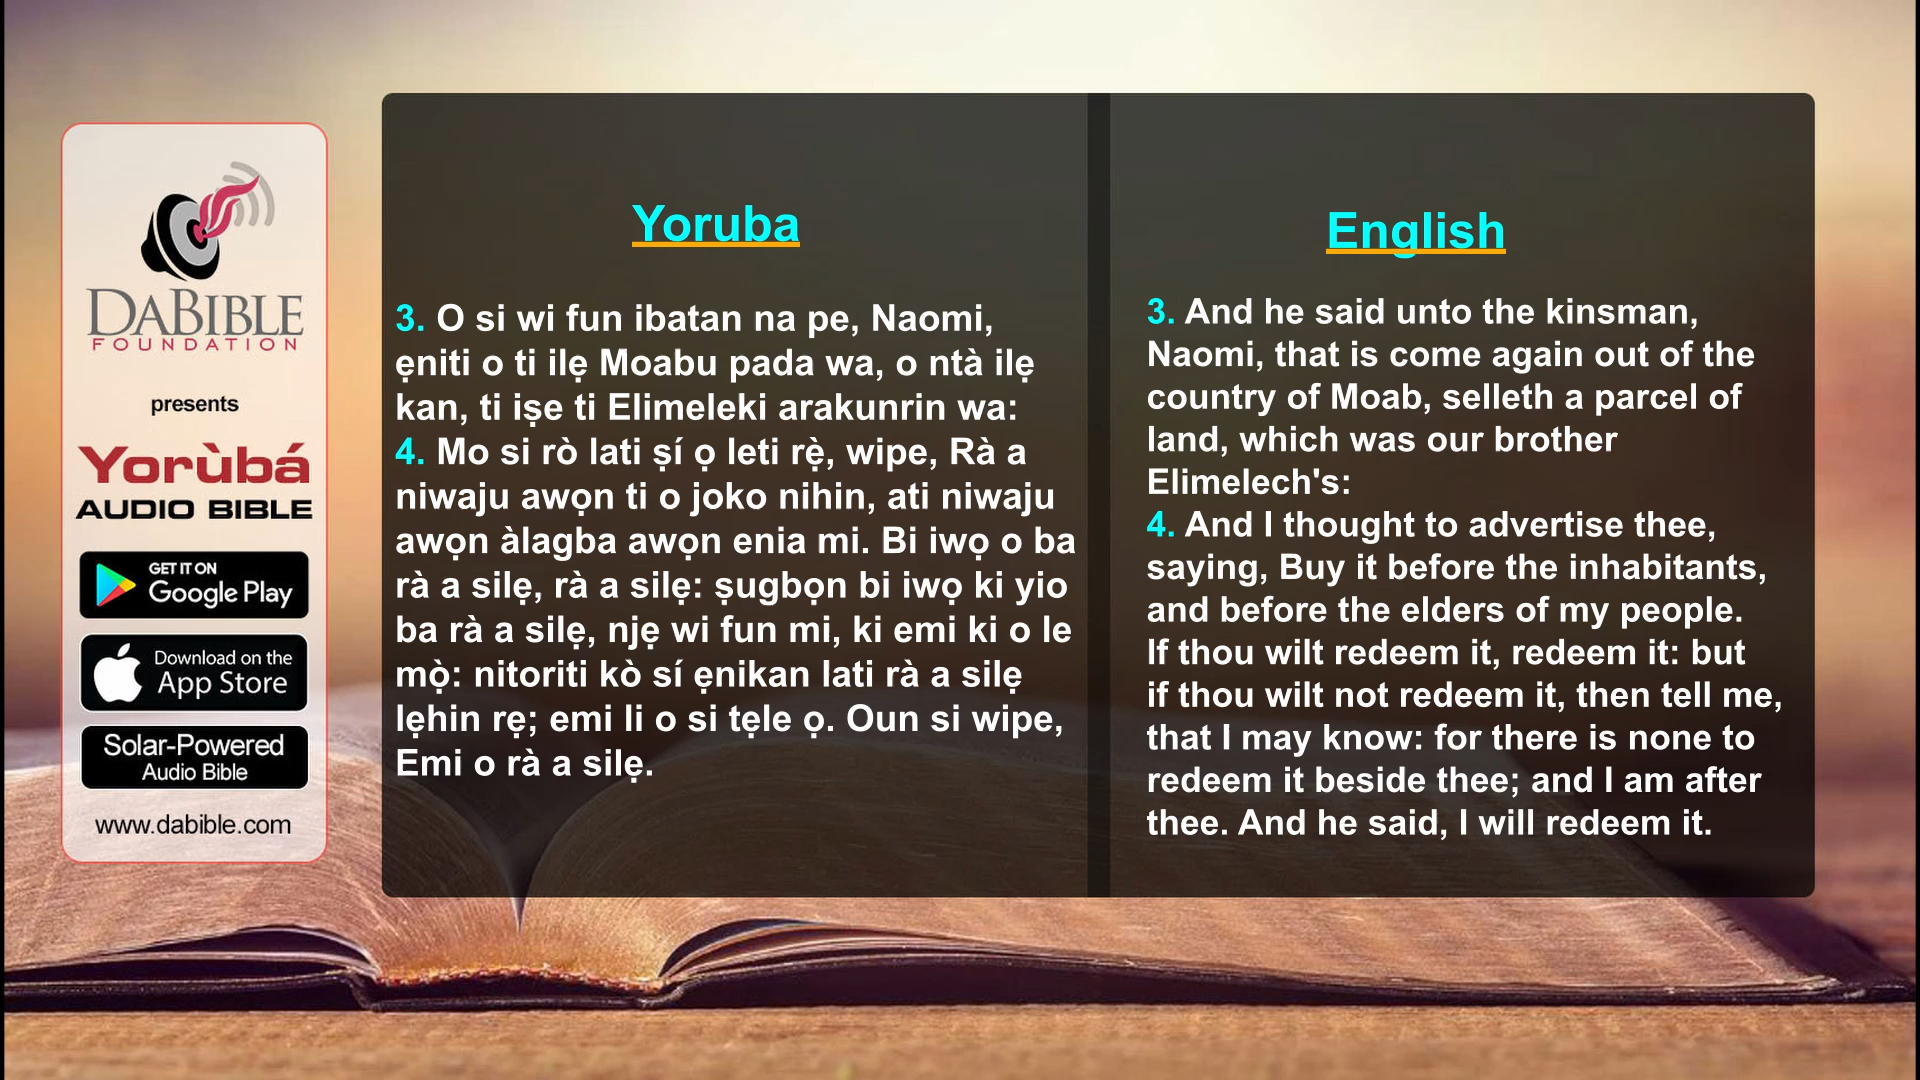 DABIBLE
FOUNDATION
presents
Yorùbá
AUDIO BIBLE
GET IT ON
Google Play
Download on the
App Store
Solar-Powered
Audio Bible
www.dabible.com
Yoruba
3. O si wi fun ibatan na pe, Naomi,
ẹniti o ti ilẹ Moabu pada wa, o ntà ilẹ
kan, ti iṣe ti Elimeleki arakunrin wa:
4. Mo si rò lati ṣí ọ leti rẹ̀, wipe, Rà a
niwaju awọn ti o joko nihin, ati niwaju
awọn àlagba awọn enia mi. Bi iwọ o ba
rà a silẹ, rà a silẹ: ṣugbọn bi iwọ ki yio
ba rà a silẹ, njẹ wi fun mi, ki emi ki o le
mọ̀: nitoriti kò sí ẹnikan lati rà a silẹ
lẹhin rẹ; emi li o si tẹle ọ. Oun si wipe,
Emi o rà a silẹ.
English
3. And he said unto the kinsman,
Naomi, that is come again out of the
country of Moab, selleth a parcel of
land, which was our brother
Elimelech's:
4. And I thought to advertise thee,
saying, Buy it before the inhabitants,
and before the elders of my people.
If thou wilt redeem it, redeem it: but
if thou wilt not redeem it, then tell me,
that I may know: for there is none to
redeem it beside thee; and I am after
thee. And he said, I will redeem it.